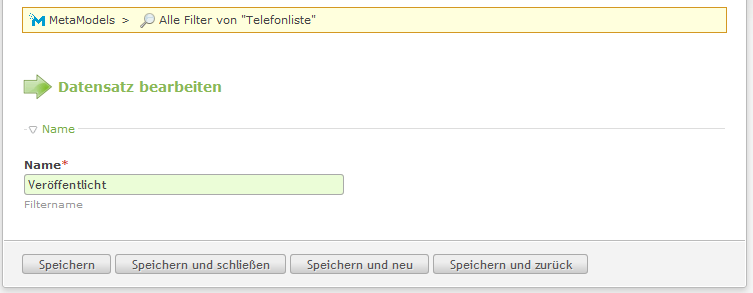 MetaModels > Alle Filter von "Telefonliste"
Datensatz bearbeiten
Name
Name*
Veröffentlicht
Filtername
Speichern Speichern und schließen Speichern und neu Speichern und zurück